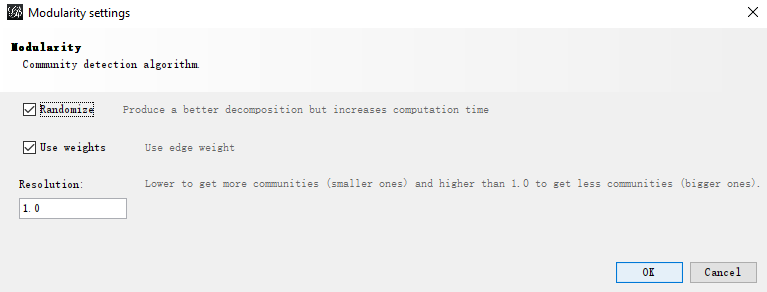 Modularity settings
Modularity
Community detection algorithm.
Randomize Produce a better decomposition but increases computation time
Use weights Use edge weight
Resolution: Lower to get more communities (smaller ones) and higher than 1.0 to get less communities (bigger ones).
1.0
OK Cancel